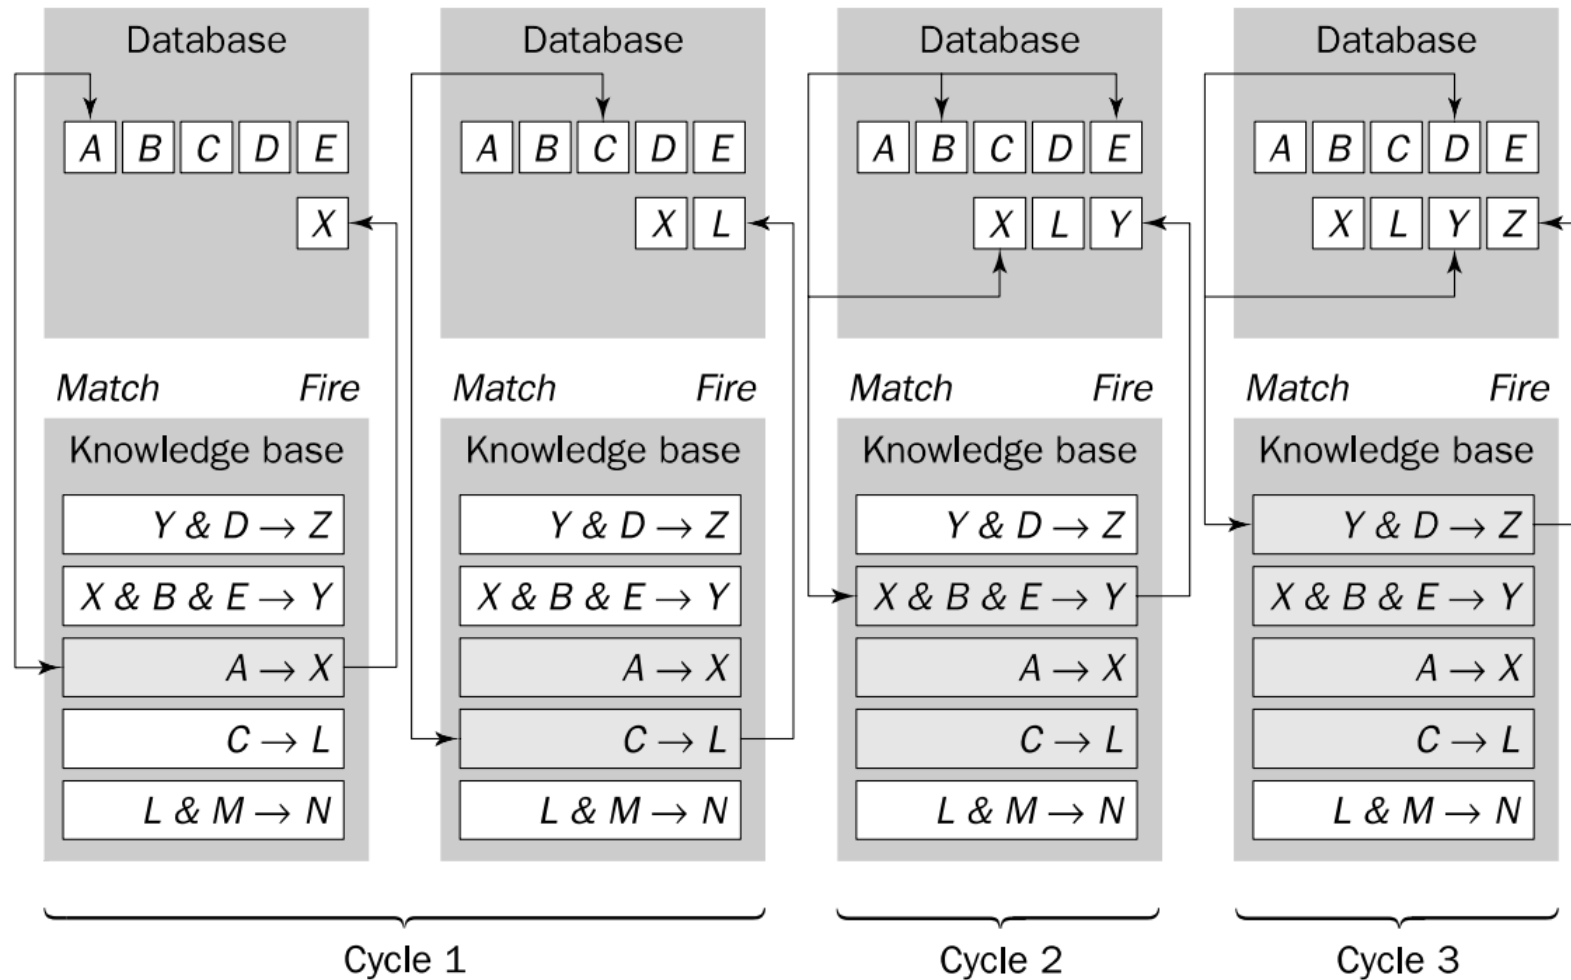 Database
A B C D E
X
Match Fire
Knowledge base
Y & D → Z
X & B & E → Y
A → X
C → L
L & M → N
Database
A B C D E
X L
Match Fire
Knowledge base
Y & D → Z
X & B & E → Y
A → X
C → L
L & M → N
Cycle 1
Database
A B C D E
X L Y
Match Fire
Knowledge base
Y & D → Z
X & B & E → Y
A → X
C → L
L & M → N
Cycle 2
Database
A B C D E
X L Y Z
Match Fire
Knowledge base
Y & D → Z
X & B & E → Y
A → X
C → L
L & M → N
Cycle 3